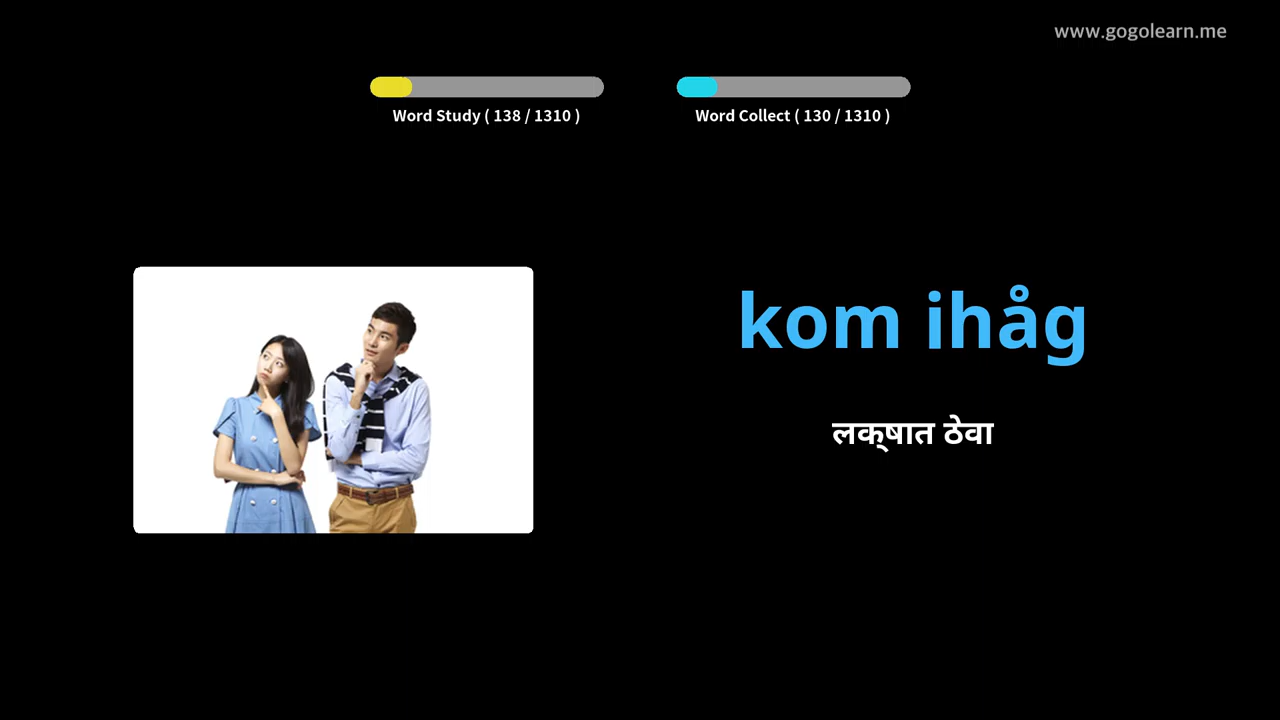 www.gogolearn.me
Word Study ( 138 / 1310 )
Word Collect ( 130 / 1310 )
kom ihåg
लक्षात ठेवा